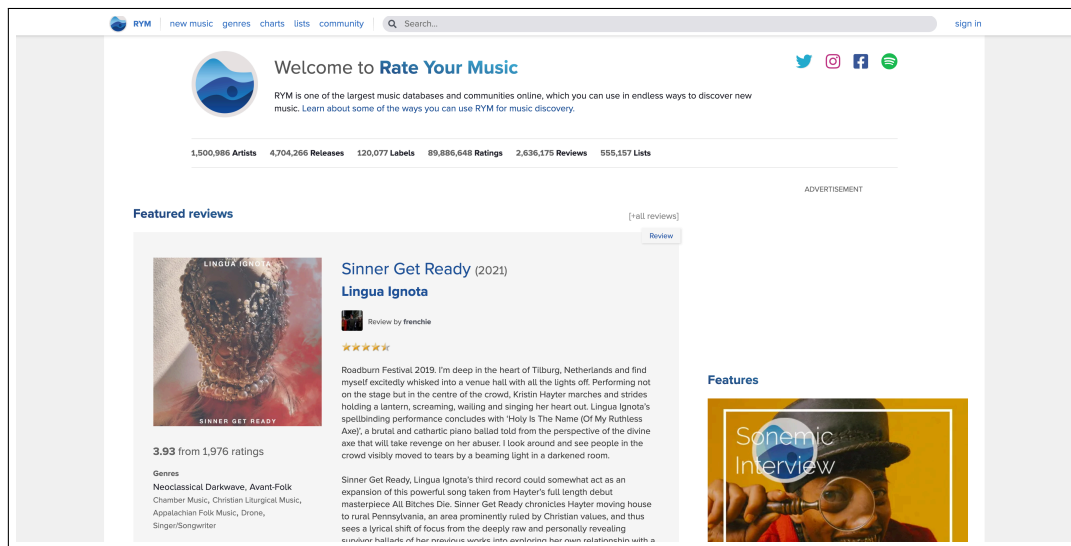 RYM new music genres charts lists community Search... sign in
Welcome to Rate Your Music
RYM is one of the largest music databases and communities online, which you can use in endless ways to discover new
music. Learn about some of the ways you can use RYM for music discovery.
1,500,986 Artists 4,704,266 Releases 120,077 Labels 89,886,648 Ratings 2,636,175 Reviews 555,157 Lists
ADVERTISEMENT
Featured reviews
[+all reviews]
Review
LINGUA IGNOTA
SINNER GET READY
3.93 from 1,976 ratings
Genres
Neoclassical Darkwave, Avant-Folk
Chamber Music, Christian Liturgical Music,
Appalachian Folk Music, Drone,
Singer/Songwriter
Sinner Get Ready (2021)
Lingua Ignota
Review by frenchie
Roadburn Festival 2019. I'm deep in the heart of Tilburg, Netherlands and find
myself excitedly whisked into a venue hall with all the lights off. Performing not
on the stage but in the centre of the crowd, Kristin Hayter marches and strides
holding a lantern, screaming, wailing and singing her heart out. Lingua Ignota's
spellbinding performance concludes with 'Holy Is The Name (Of My Ruthless
Axe)', a brutal and cathartic piano ballad told from the perspective of the divine
axe that will take revenge on her abuser. I look around and see people in the
crowd visibly moved to tears by a beaming light in a darkened room.
Sinner Get Ready, Lingua Ignota's third record could somewhat act as an
expansion of this powerful song taken from Hayter's full length debut
masterpiece All Bitches Die. Sinner Get Ready chronicles Hayter moving house
to rural Pennsylvania, an area prominently ruled by Christian values, and thus
sees a lyrical shift of focus from the deeply raw and personally revealing
survivor ballads of her previous works into exploring her own relationship with a
Features
Sonemic
Interview